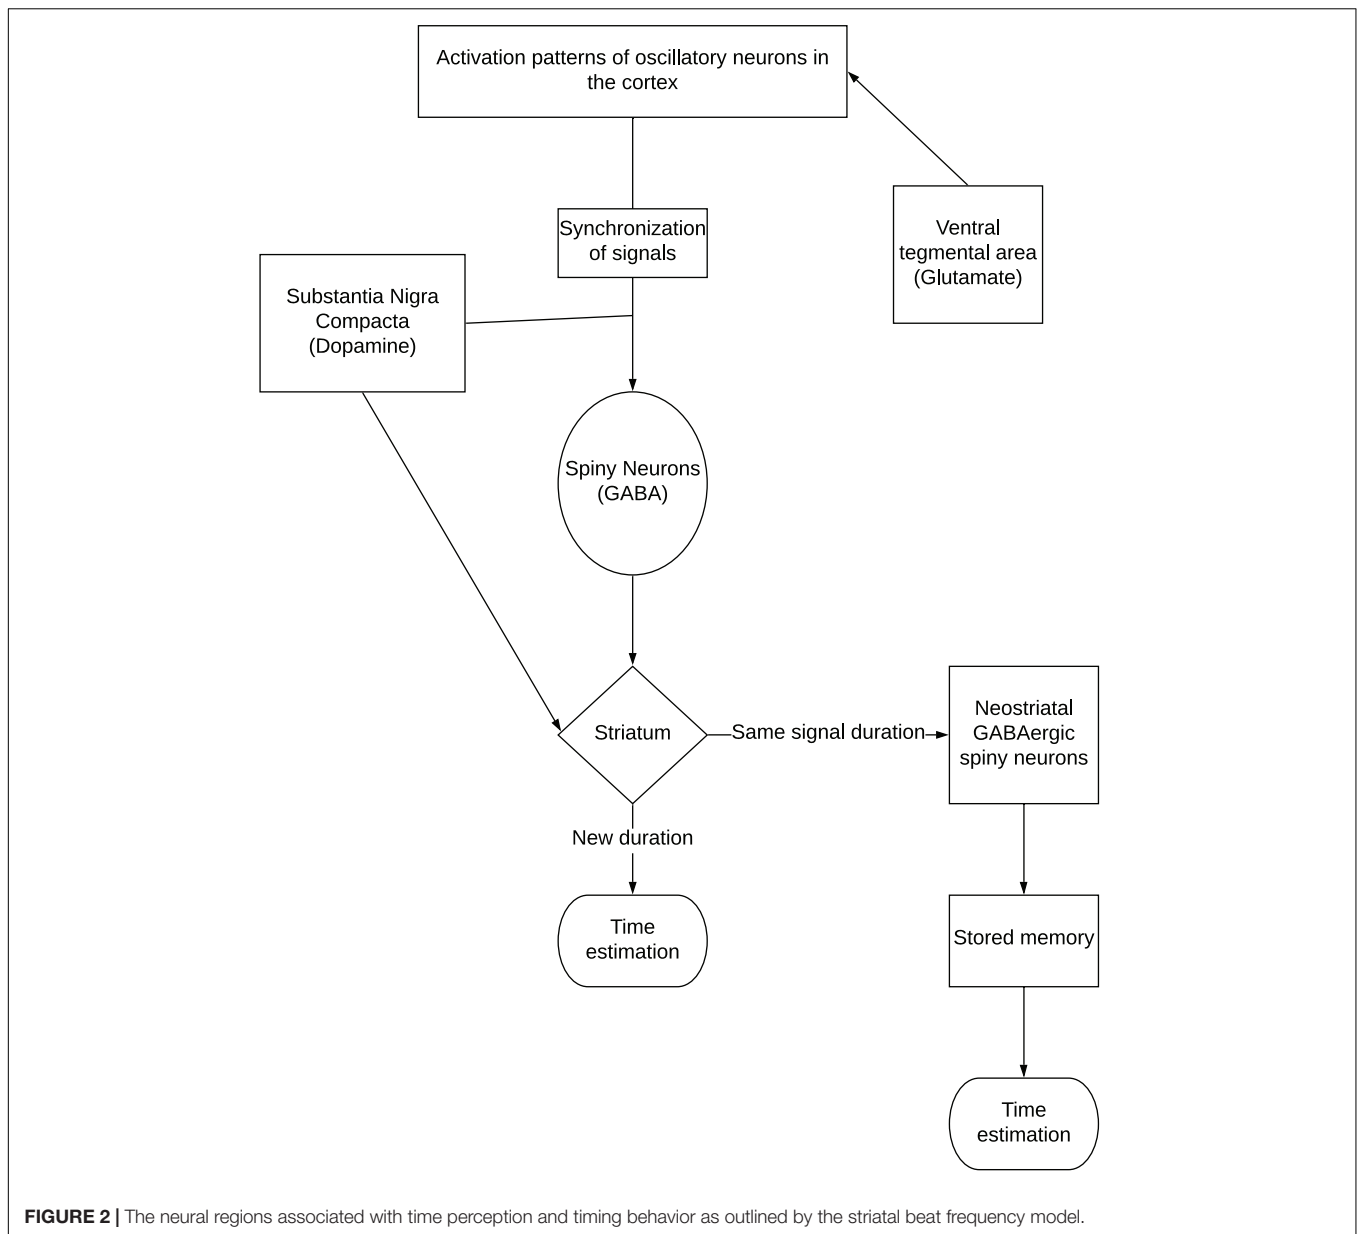 Activation patterns of oscillatory neurons in
the cortex
Synchronization
of signals
Ventral
tegmental area
(Glutamate)
Substantia Nigra
Compacta
(Dopamine)
Spiny Neurons
(GABA)
Striatum
Same signal duration
Neostriatal
GABAergic
spiny neurons
New duration
Time
estimation
Stored memory
Time
estimation
FIGURE 2 | The neural regions associated with time perception and timing behavior as outlined by the striatal beat frequency model.